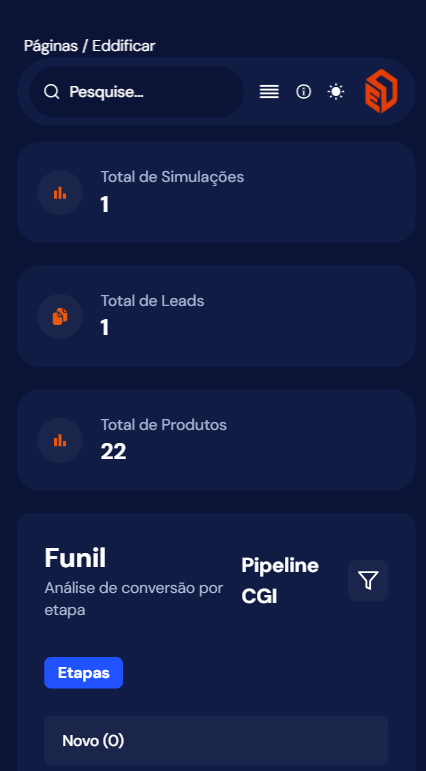 Páginas / Eddificar
Pesquise...
Total de Simulações
1
Total de Leads
1
Total de Produtos
22
Funil
Análise de conversão por
etapa
Pipeline
CGI
Etapas
Novo (0)